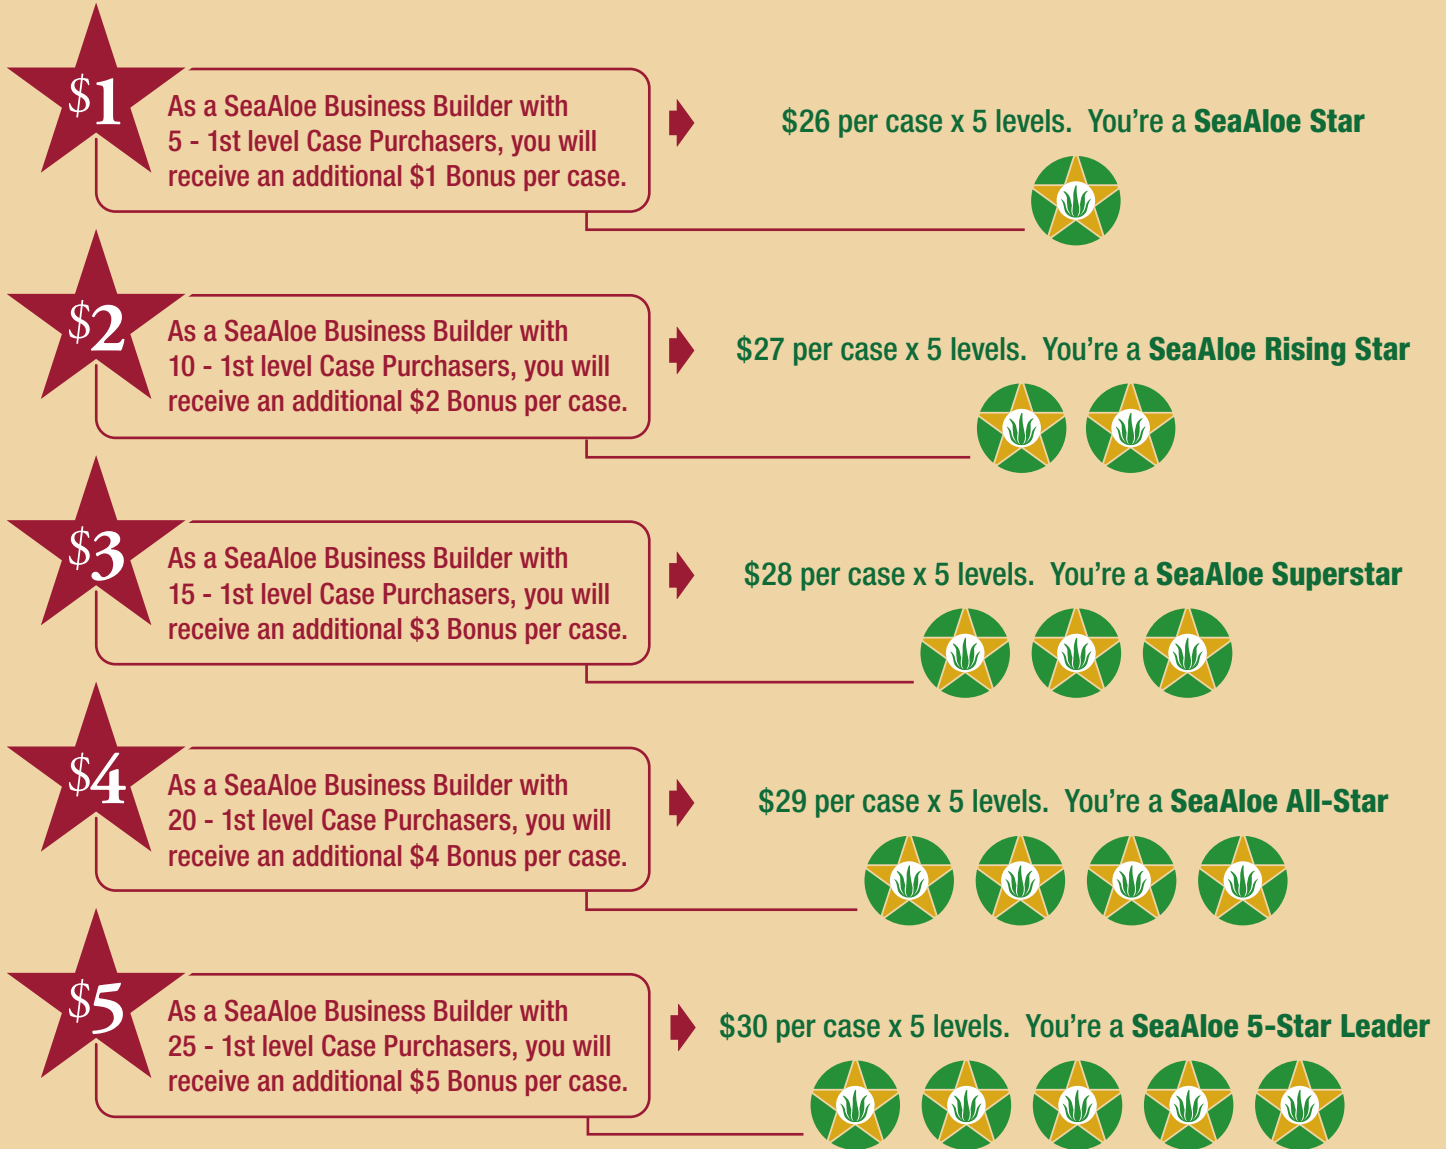 $1
As a SeaAloe Business Builder with
5 - 1st level Case Purchasers, you will
receive an additional $1 Bonus per case.
$26 per case x 5 levels.  You're a SeaAloe Star
$2
As a SeaAloe Business Builder with
10 - 1st level Case Purchasers, you will
receive an additional $2 Bonus per case.
$27 per case x 5 levels.  You're a SeaAloe Rising Star
$3
As a SeaAloe Business Builder with
15 - 1st level Case Purchasers, you will
receive an additional $3 Bonus per case.
$28 per case x 5 levels.  You're a SeaAloe Superstar
$4
As a SeaAloe Business Builder with
20 - 1st level Case Purchasers, you will
receive an additional $4 Bonus per case.
$29 per case x 5 levels.  You're a SeaAloe All-Star
$5
As a SeaAloe Business Builder with
25 - 1st level Case Purchasers, you will
receive an additional $5 Bonus per case.
$30 per case x 5 levels.  You're a SeaAloe 5-Star Leader